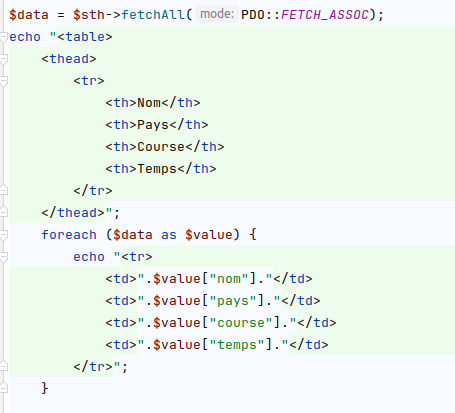 $data = $sth->fetchAll( mode: PDO::FETCH_ASSOC);
echo "<table>
    <thead>
        <tr>
            <th>Nom</th>
            <th>Pays</th>
            <th>Course</th>
            <th>Temps</th>
        </tr>
    </thead>";
    foreach ($data as $value) {
        echo "<tr>
            <td>".$value["nom"]."</td>
            <td>".$value["pays"]."</td>
            <td>".$value["course"]."</td>
            <td>".$value["temps"]."</td>
        </tr>";
    }